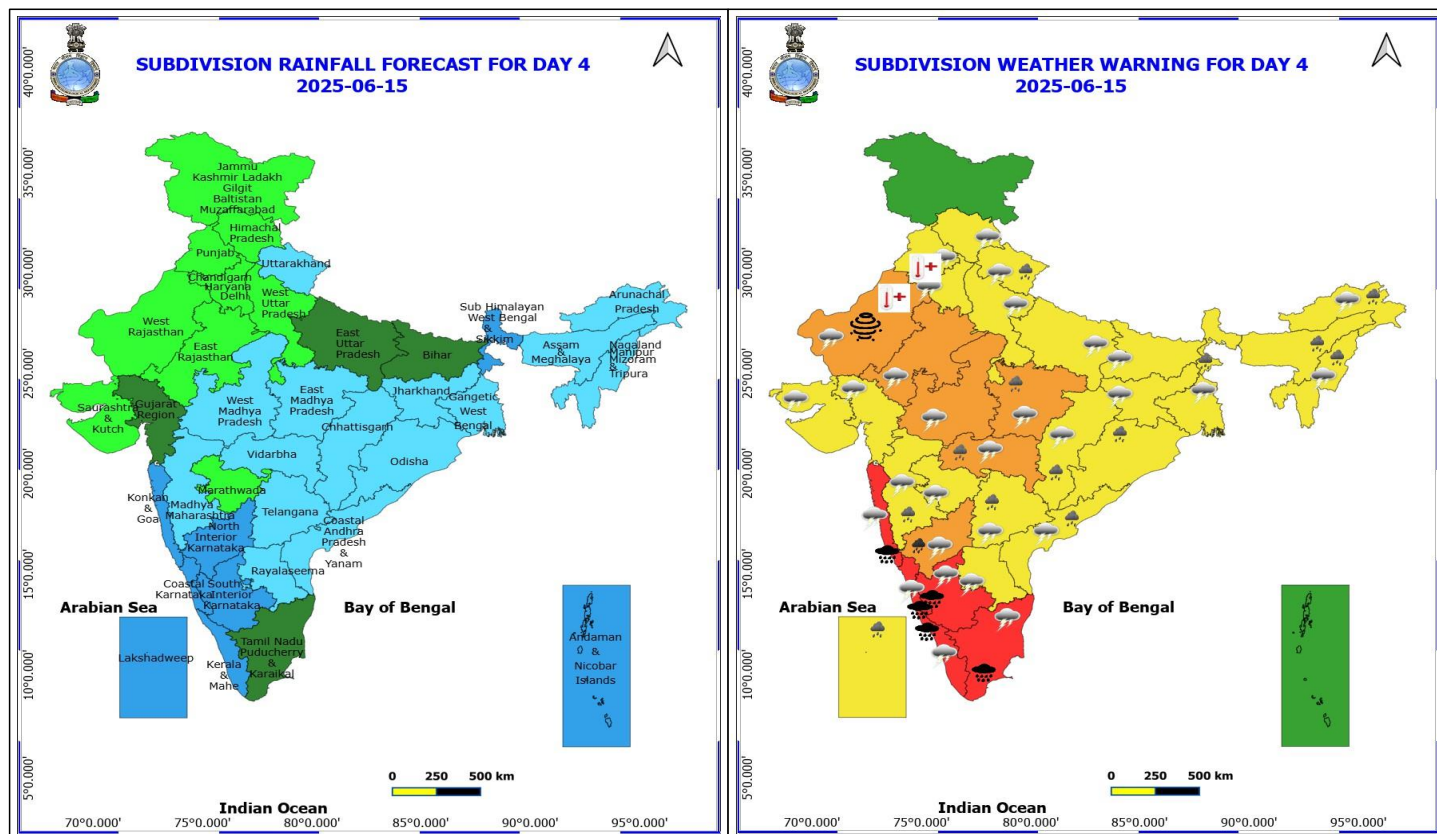 SUBDIVISION RAINFALL FORECAST FOR DAY 4
2025-06-15
40°0.000'
35°0.000'
30°0.000'
25°0.000'
20°0.000'
15°0.000'
10°0.000'
5°0.000'
Jammu
Kashmir Ladakh
Gilgit
Baltistan
Muzaffarabad
Himachal
Pradesh
Punjab
Uttarakhand
Chandigarh
Haryana
Delhi
West
Uttar
Pradesh
West
Rajasthan
East
Rajasthan
East
Uttar
Pradesh
Bihar
Sub Himalayan
West Bengal
&
Sikkim
Arunachal
Pradesh
Assam
&
Meghalaya
Nagaland
Manipur
Mizoram
&
Tripura
Saurashtra
&
Kutch
Gujarat
Region
West
Madhya
Pradesh
East
Madhya
Pradesh
Jharkhand
Gangetic
West
Bengal
Chhattisgarh
Vidarbha
Odisha
Konkan
&
Goa
Marathwada
Madhya
Maharashtra
North
Interior
Karnataka
Telangana
Coastal
Andhra
Pradesh
&
Yanam
Rayalaseema
Coastal
Karnataka
South
Interior
Karnataka
Arabian Sea
Bay of Bengal
Lakshadweep
Kerala
&
Mahe
Tamil Nadu
Puducherry
&
Karaikal
Andaman
&
Nicobar
Islands
0 250 500 km
Indian Ocean
70°0.000' 75°0.000' 80°0.000' 85°0.000' 90°0.000' 95°0.000'
SUBDIVISION WEATHER WARNING FOR DAY 4
2025-06-15
40°0.000'
35°0.000'
30°0.000'
25°0.000'
20°0.000'
15°0.000'
10°0.000'
5°0.000'
Arabian Sea
Bay of Bengal
0 250 500 km
Indian Ocean
70°0.000' 75°0.000' 80°0.000' 85°0.000' 90°0.000' 95°0.000'